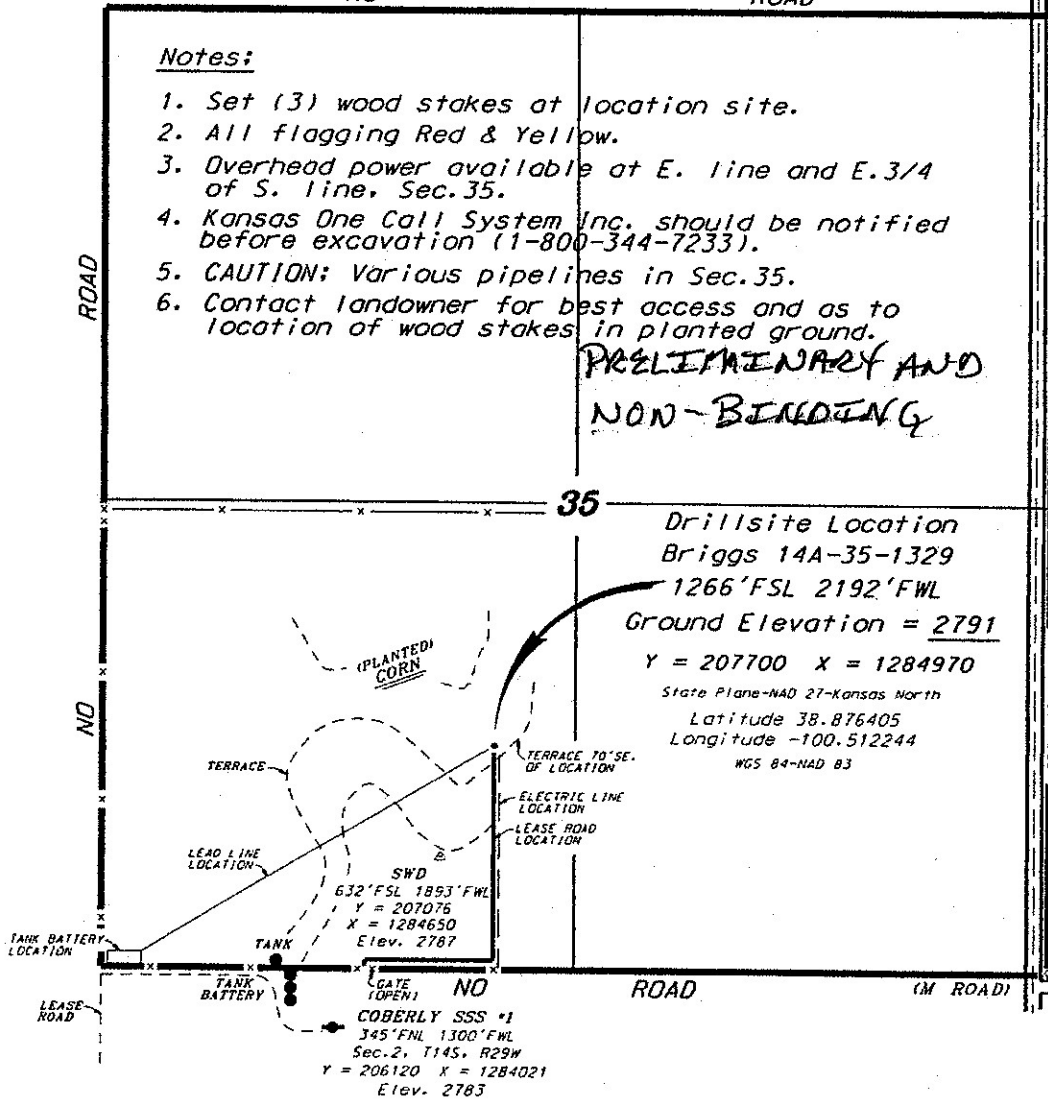 NO ROAD
Notes:
1. Set (3) wood stakes at location site.
2. All flagging Red & Yellow.
3. Overhead power available at E. line and E.3/4
of S. line, Sec.35.
4. Kansas One Call System Inc. should be notified
before excavation (1-800-344-7233).
5. CAUTION: Various pipelines in Sec.35.
6. Contact landowner for best access and as to
location of wood stakes in planted ground.
PRELIMINARY AND
NON-BINDING
ROAD
NO
35
Drillsite Location
Briggs 14A-35-1329
1266'FSL 2192'FWL
Ground Elevation = 2791
Y = 207700 X = 1284970
State Plane-NAD 27-Kansas North
Latitude 38.876405
Longitude -100.512244
WGS 84-NAD 83
(PLANTED)
CORN
TERRACE
TERRACE 70'SE.
OF LOCATION
ELECTRIC LINE
LOCATION
LEASE ROAD
LOCATION
LEAD LINE
LOCATION
SWD
632'FSL 1893'FWL
Y = 207076
X = 1284650
Elev. 2787
TANK BATTERY
LOCATION
TANK
TANK
BATTERY
GATE
(OPEN)
NO ROAD (M ROAD)
LEASE
ROAD
COBERLY SSS #1
345'FNL 1300'FWL
Sec.2, T14S, R29W
Y = 206120 X = 1284021
Elev. 2783